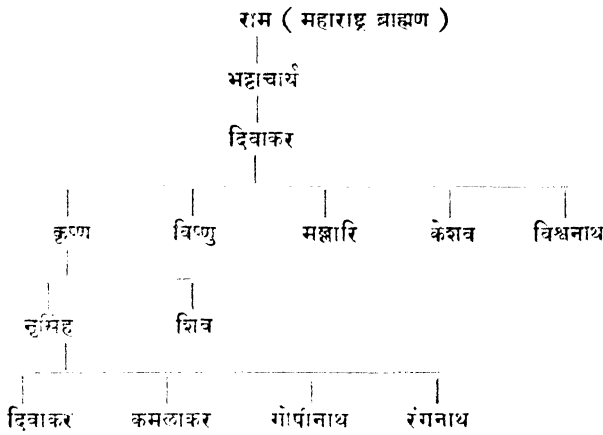 राम ( महाराष्ट्र ब्राह्मण )
भट्टाचार्य
दिवाकर
कृष्ण विष्णु मल्लारि केशव विश्वनाथ
नृसिंह शिव
दिवाकर कमलाकर गोपीनाथ रंगनाथ